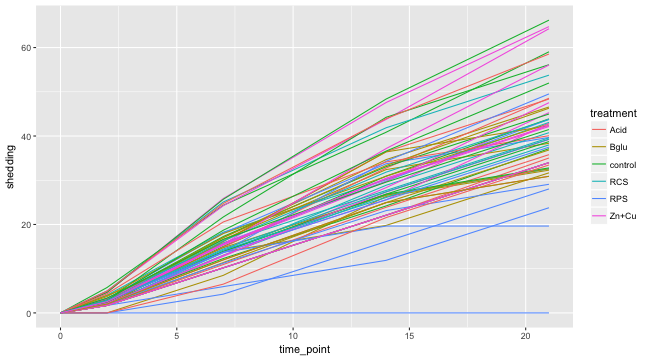 60
40
20
0
shedding
0
5
10
15
20
time_point
treatment
Acid
Bglu
control
RCS
RPS
Zn+Cu